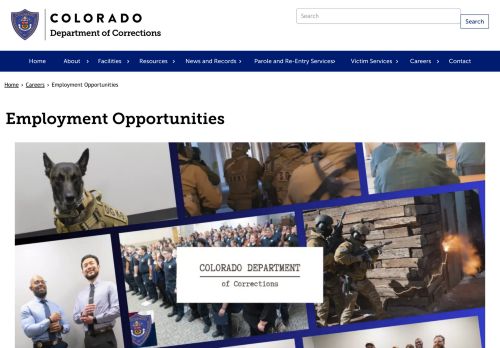 COLORADO
Department of Corrections
Search
Search
Home About Facilities Resources News and Records Parole and Re-Entry Services Victim Services Careers Contact
Home › Careers › Employment Opportunities
Employment Opportunities
COLORADO DEPARTMENT
of Corrections